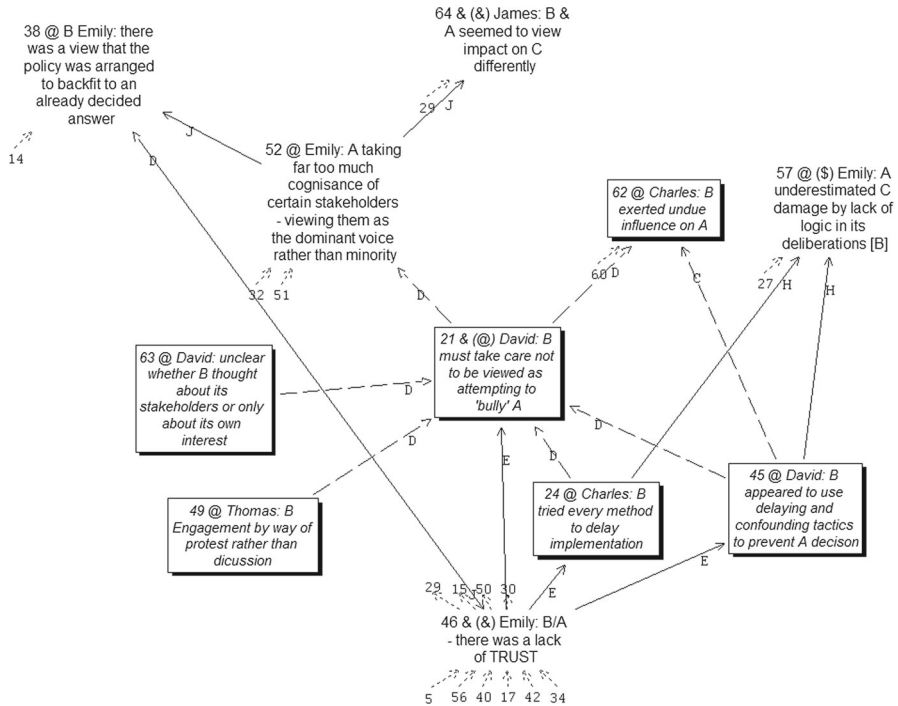 38 @ B Emily: there
was a view that the
policy was arranged
to backfit to an
already decided
answer
64 & (&) James: B &
A seemed to view
impact on C
differently
29
J
J
14
D
52 @ Emily: A taking
far too much
cognisance of
certain stakeholders
- viewing them as
the dominant voice
rather than minority
57 @ ($) Emily: A
underestimated C
damage by lack of
logic in its
deliberations [B]
62 @ Charles: B
exerted undue
influence on A
60
D
C
27
H
H
32
51
D
21 & (@) David: B
must take care not
to be viewed as
attempting to
'bully' A
63 @ David: unclear
whether B thought
about its
stakeholders or only
about its own
interest
D
D
D
E
D
49 @ Thomas: B
Engagement by way of
protest rather than
dicussion
24 @ Charles: B
tried every method
to delay
implementation
45 @ David: B
appeared to use
delaying and
confounding tactics
to prevent A decison
E
E
29
15
J
50
30
46 & (&) Emily: B/A
- there was a lack
of TRUST
5
56
40
17
42
34